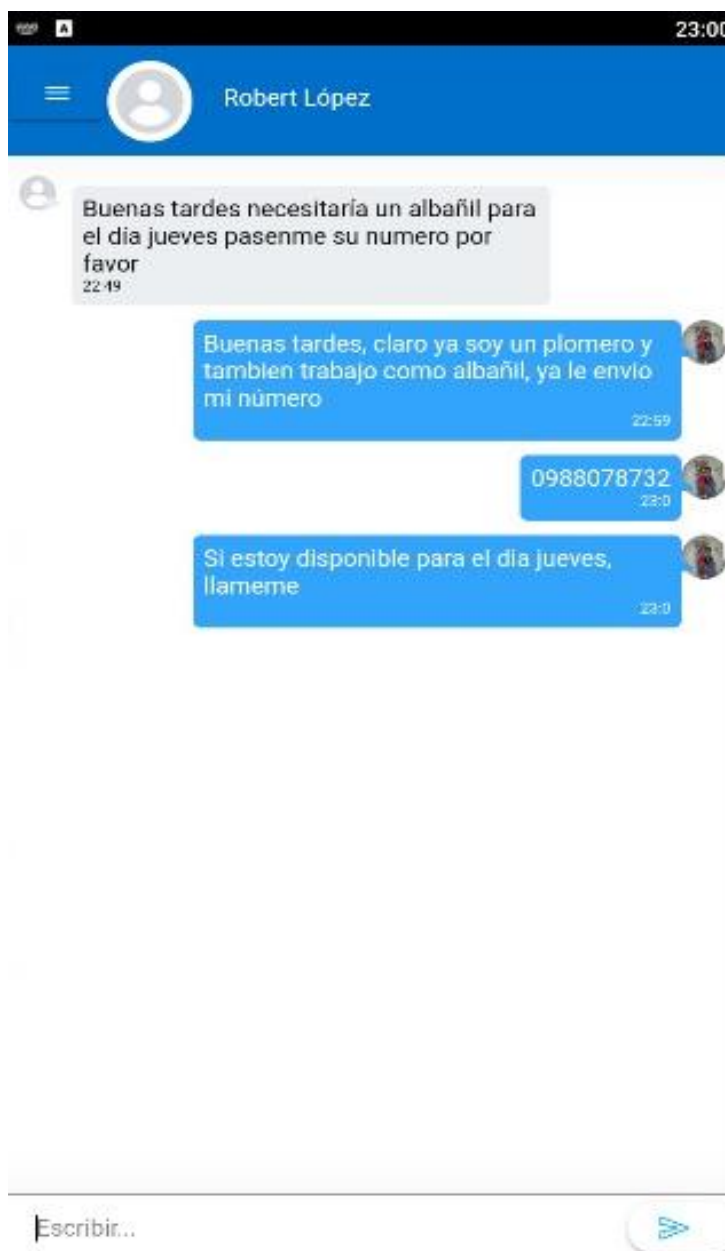 A
23:00
Robert López
Buenas tardes necesitaría un albañil para
el dia jueves pasenme su numero por
favor
22:49
Buenas tardes, claro ya soy un plomero y
tambien trabajo como albañil, ya le envio
mi número
22:59
0988078732
23:0
Si estoy disponible para el dia jueves,
llameme
23:0
Escribir...